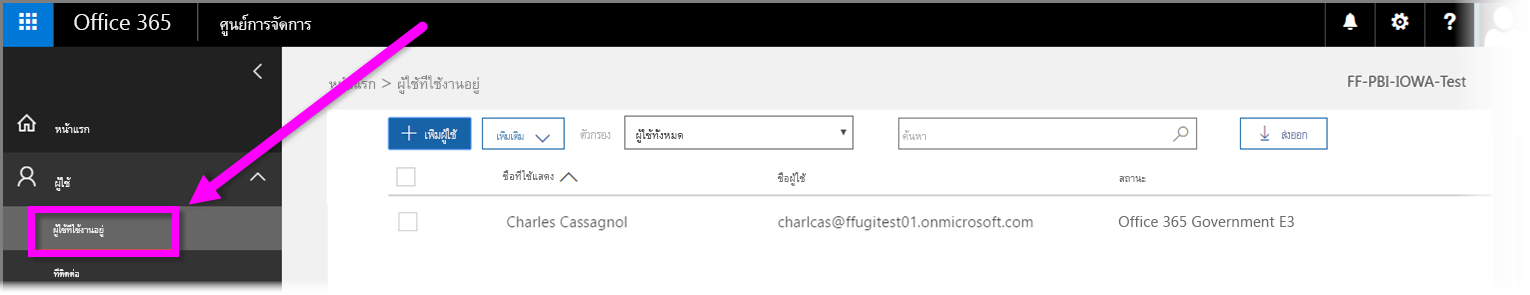 Office 365 ศูนย์การจัดการ ?
หน้าแรก > ผู้ใช้ที่ใช้งานอยู่ FF-PBI-IOWA-Test
หน้าแรก
เพิ่มผู้ใช้ เพิ่มเติม ตัวกรอง ผู้ใช้ทั้งหมด ค้นหา ส่งออก
ผู้ใช้
ชื่อที่ใช้แสดง ชื่อผู้ใช้ สถานะ
ผู้ใช้ที่ใช้งานอยู่
Charles Cassagnol charlcas@ffugitest01.onmicrosoft.com Office 365 Government E3
ที่ติดต่อ